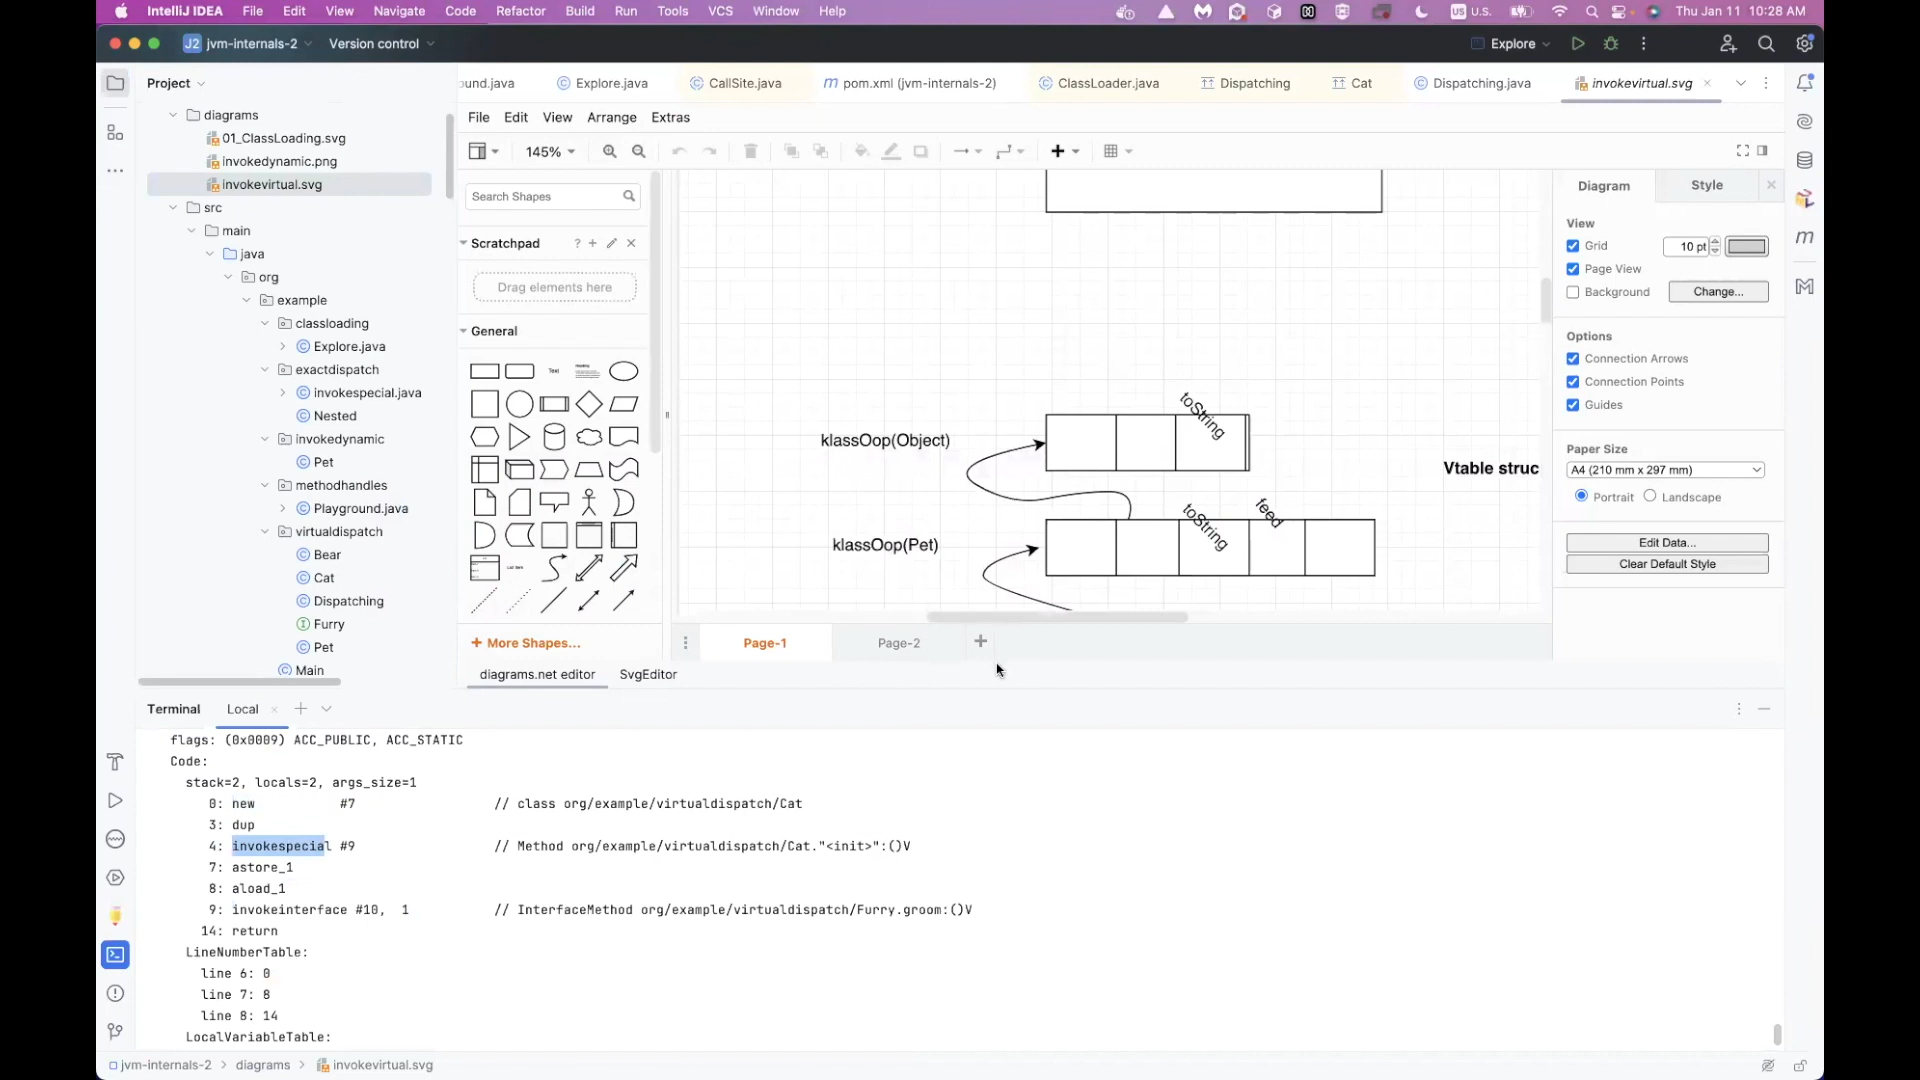 IntelliJ IDEA File Edit View Navigate Code Refactor Build Run Tools VCS Window Help U.S. Thu Jan 11 10:28 AM
J2 jvm-internals-2 Version control Explore
Project
ound.java Explore.java CallSite.java pom.xml (jvm-internals-2) ClassLoader.java Dispatching Cat Dispatching.java invokevirtual.svg
diagrams
01_ClassLoading.svg
invokedynamic.png
invokevirtual.svg
src
main
java
org
example
classloading
Explore.java
exactdispatch
invokespecial.java
Nested
invokedynamic
Pet
methodhandles
Playground.java
virtualdispatch
Bear
Cat
Dispatching
Furry
Pet
Main
File Edit View Arrange Extras
145%
Search Shapes
Scratchpad
Drag elements here
General
Text
Heading
List Item
+ More Shapes...
klassOop(Object)
toString
klassOop(Pet)
toString
feed
Vtable struc
Page-1 Page-2
diagrams.net editor SvgEditor
Diagram Style
View
Grid 10 pt
Page View
Background Change...
Options
Connection Arrows
Connection Points
Guides
Paper Size
A4 (210 mm x 297 mm)
Portrait Landscape
Edit Data...
Clear Default Style
Terminal Local
flags: (0x0009) ACC_PUBLIC, ACC_STATIC
Code:
stack=2, locals=2, args_size=1
0: new #7 // class org/example/virtualdispatch/Cat
3: dup
4: invokespecial #9 // Method org/example/virtualdispatch/Cat."<init>":()V
7: astore_1
8: aload_1
9: invokeinterface #10, 1 // InterfaceMethod org/example/virtualdispatch/Furry.groom:()V
14: return
LineNumberTable:
line 6: 0
line 7: 8
line 8: 14
LocalVariableTable:
jvm-internals-2 > diagrams > invokevirtual.svg